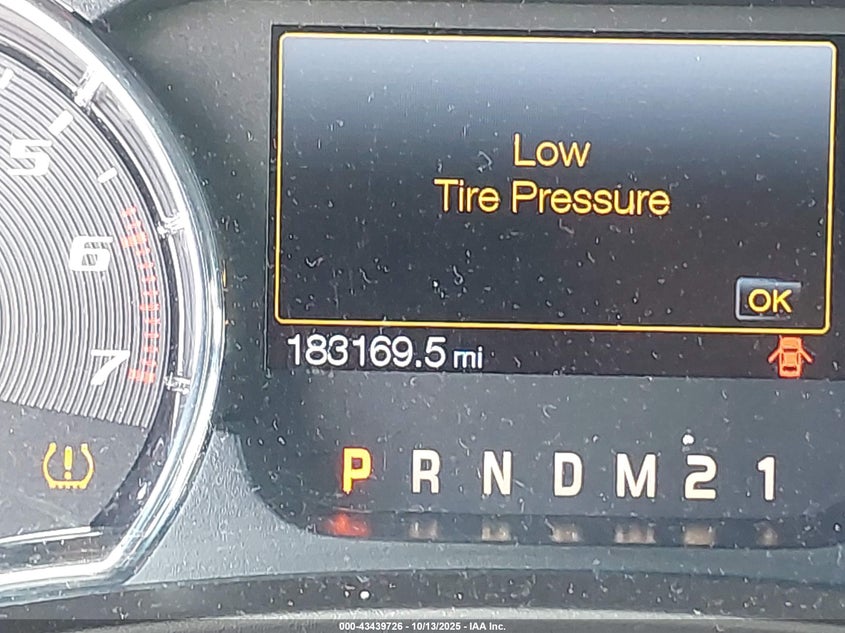 5
6
7
Low
Tire Pressure
OK
183169.5 mi
P R N D M 2 1
000-43439726 - 10/13/2025 - IAA Inc.